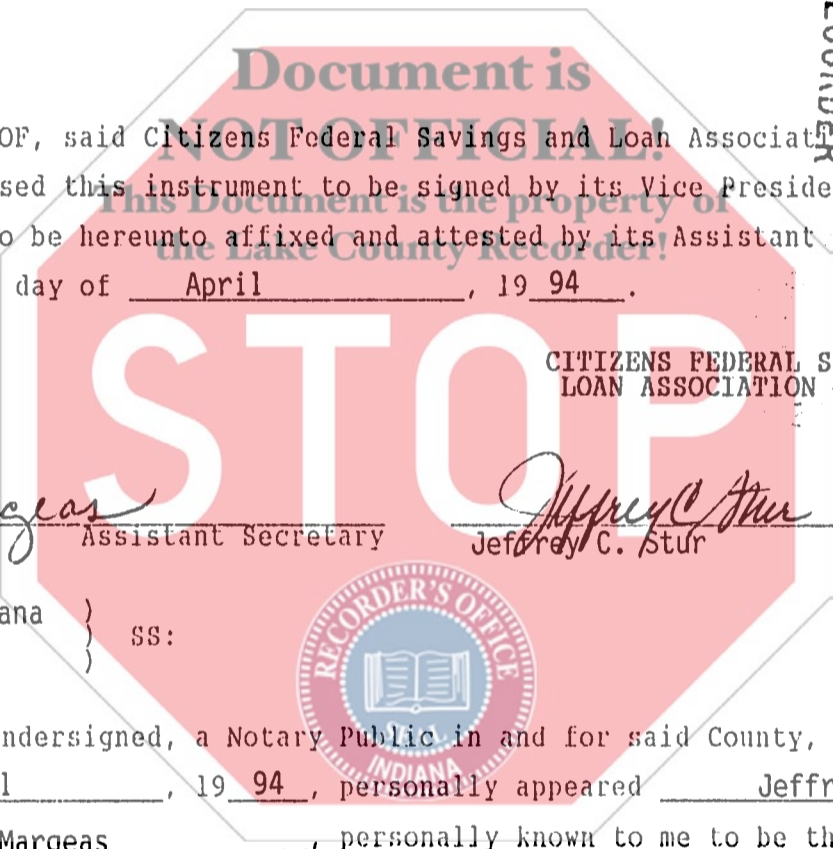 Document is
NOT OFFICIAL!
OF, said Citizens Federal Savings and Loan Associat
sed this instrument to be signed by its Vice Preside
This Document is the property of
o be hereunto affixed and attested by its Assistant
the Lake County Recorder!
day of April, 19 94.
STOP
CITIZENS FEDERAL S
LOAN ASSOCIATION
geas
Jeffrey C. Stur
Assistant Secretary
Jeffrey C. Stur
ana ) SS:
RECORDER'S OFFICE
SEAL
INDIANA
ndersigned, a Notary Public in and for said County,
l, 19 94, personally appeared Jeffr
Margeas, personally known to me to be th